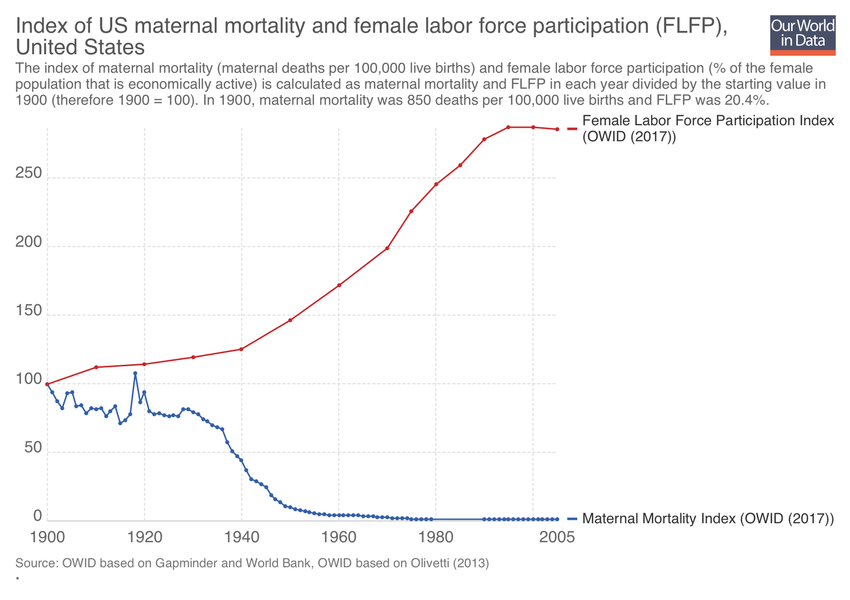 Index of US maternal mortality and female labor force participation (FLFP),
United States
Our World
in Data
The index of maternal mortality (maternal deaths per 100,000 live births) and female labor force participation (% of the female
population that is economically active) is calculated as maternal mortality and FLFP in each year divided by the starting value in
1900 (therefore 1900 = 100). In 1900, maternal mortality was 850 deaths per 100,000 live births and FLFP was 20.4%.
Female Labor Force Participation Index
(OWID (2017))
250
200
150
100
50
0
Maternal Mortality Index (OWID (2017))
1900 1920 1940 1960 1980 2005
Source: OWID based on Gapminder and World Bank, OWID based on Olivetti (2013)